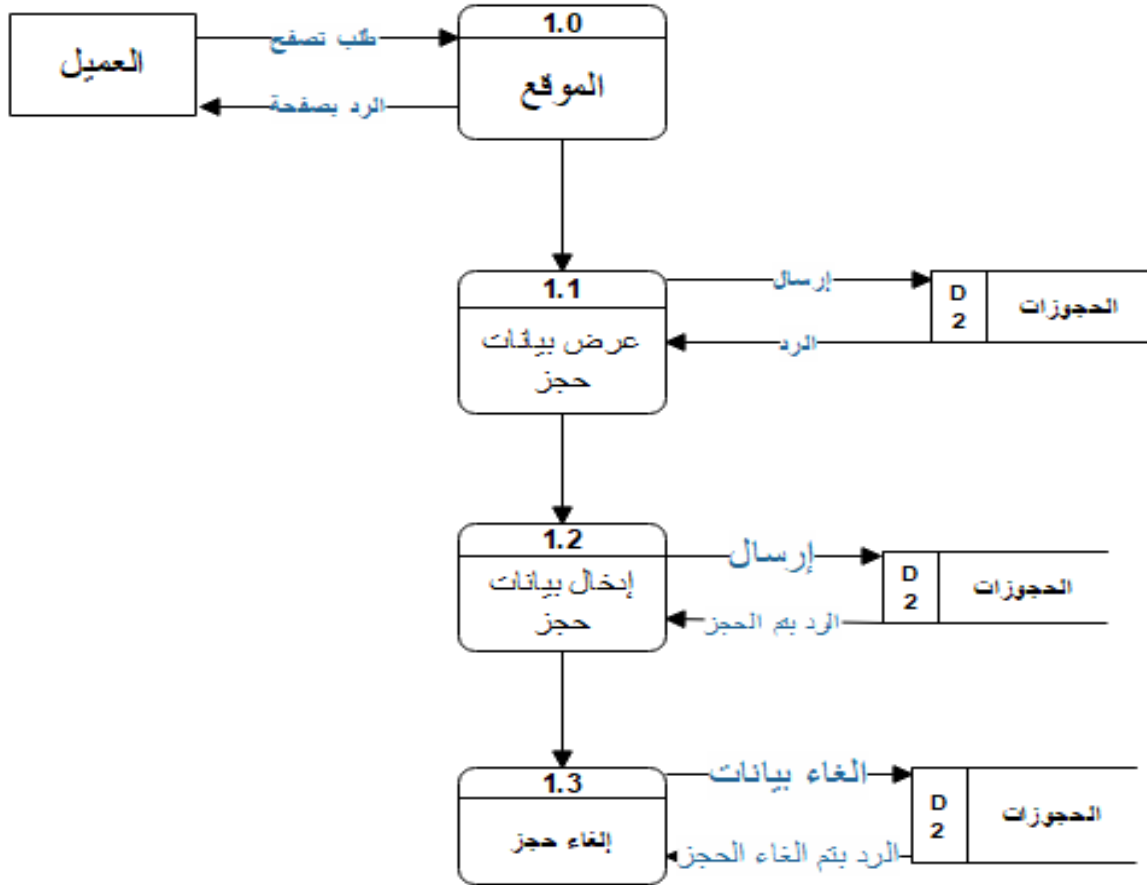 1.0
العميل
طلب تصفح
الموقع
الرد بصفحة
1.1
إرسال
D
2
الحجوزات
عرض بيانات
حجز
الرد
1.2
إرسال
D
2
الحجوزات
إدخال بيانات
حجز
الرد بتم الحجز
1.3
الغاء بيانات
D
2
الحجوزات
إلغاء حجز
الرد بتم الغاء الحجز